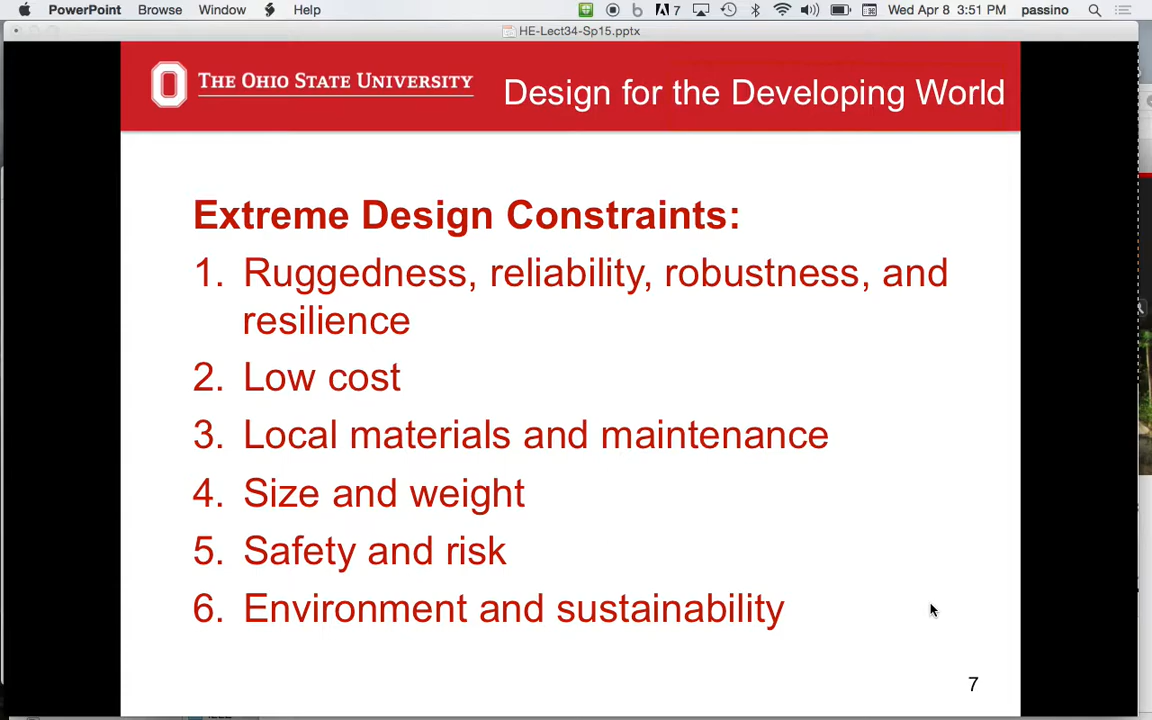 PowerPoint Browse Window Help 7 Wed Apr 8 3:51 PM passino
HE-Lect34-Sp15.pptx
THE OHIO STATE UNIVERSITY
Design for the Developing World
Extreme Design Constraints:
1. Ruggedness, reliability, robustness, and
resilience
2. Low cost
3. Local materials and maintenance
4. Size and weight
5. Safety and risk
6. Environment and sustainability
7